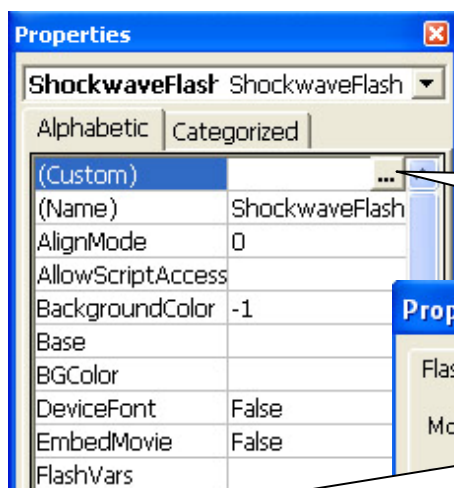 Properties
ShockwaveFlash ShockwaveFlash
Alphabetic Categorized
(Custom) ...
(Name) ShockwaveFlash
AlignMode 0
AllowScriptAccess
BackgroundColor -1
Base
BGColor
DeviceFont False
EmbedMovie False
FlashVars
Prop
Flas
Mo